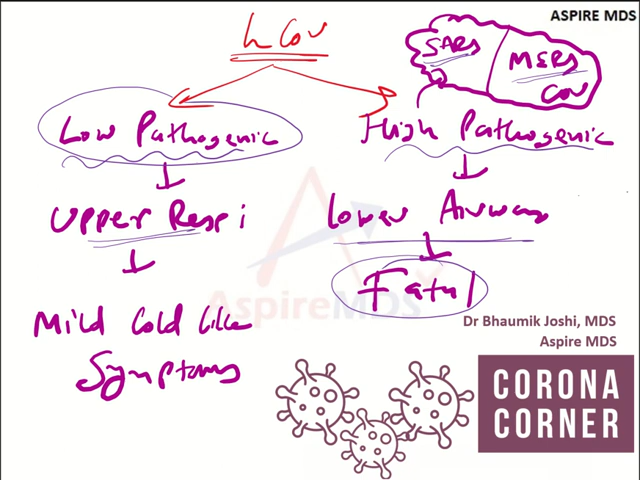 ASPIRE MDS
h Cov
SARS
MERS
COV
Low Pathogenic
High Pathogenic
Upper Respi
Lower Airway
Fatal
Mild Cold like
Symptoms
AspireMDS
Dr Bhaumik Joshi, MDS
Aspire MDS
CORONA
CORNER